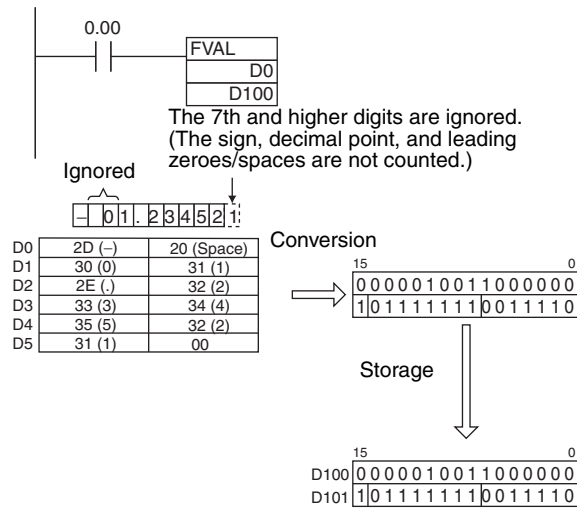 0.00
FVAL
D0
D100
The 7th and higher digits are ignored.
(The sign, decimal point, and leading
zeroes/spaces are not counted.)
Ignored
– 0 1 . 2 3 4 5 2 1
D0 2D (–) 20 (Space)
D1 30 (0) 31 (1)
D2 2E (.) 32 (2)
D3 33 (3) 34 (4)
D4 35 (5) 32 (2)
D5 31 (1) 00
Conversion
15 0
0 0 0 0 0 1 0 0 1 1 0 0 0 0 0 0
1 0 1 1 1 1 1 1 1 0 0 1 1 1 1 0
Storage
15 0
D100 0 0 0 0 0 1 0 0 1 1 0 0 0 0 0 0
D101 1 0 1 1 1 1 1 1 1 0 0 1 1 1 1 0